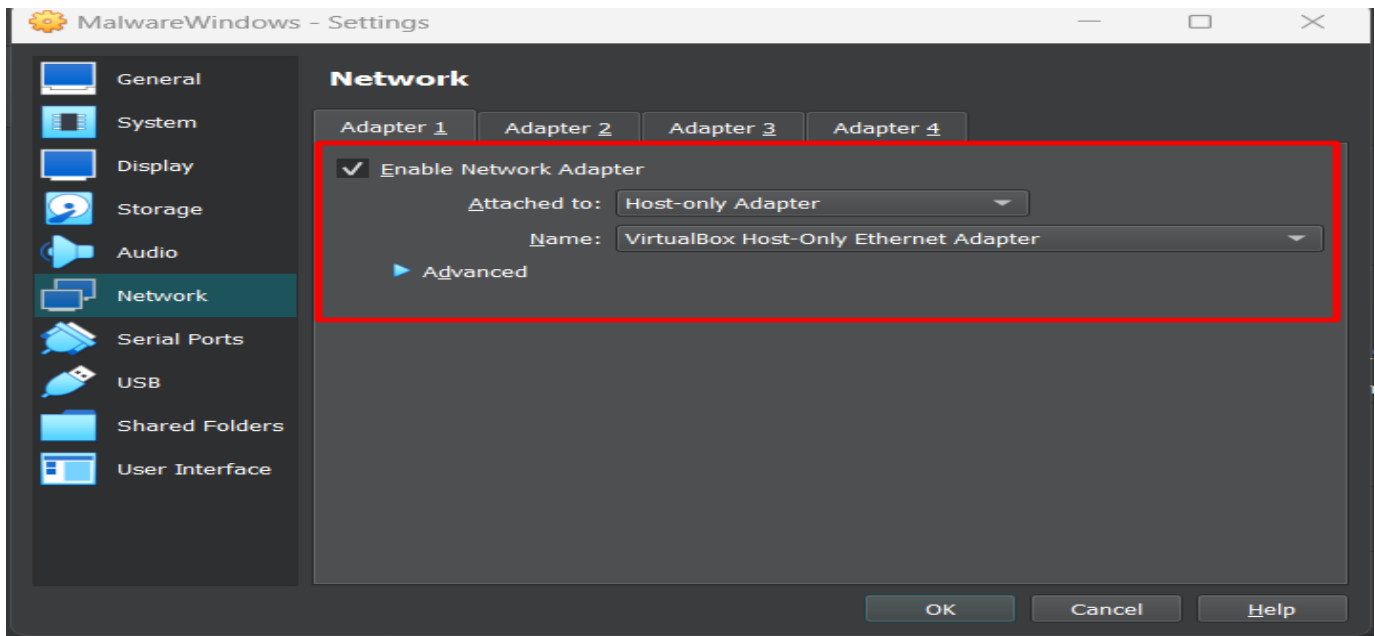 MalwareWindows - Settings
General
System
Display
Storage
Audio
Network
Serial Ports
USB
Shared Folders
User Interface
Network
Adapter 1 Adapter 2 Adapter 3 Adapter 4
Enable Network Adapter
Attached to: Host-only Adapter
Name: VirtualBox Host-Only Ethernet Adapter
Advanced
OK Cancel Help